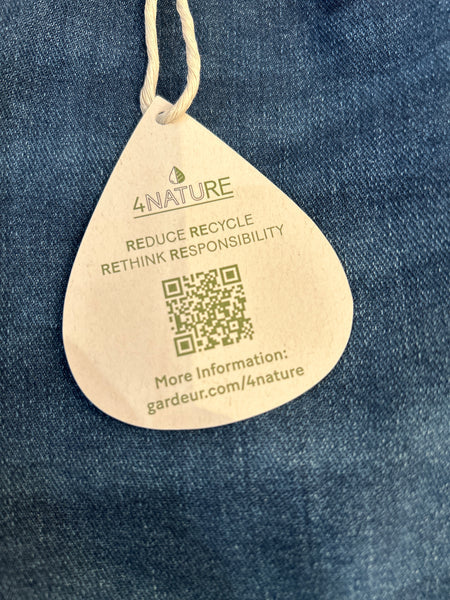 4NATURE
REDUCE RECYCLE
RETHINK RESPONSIBILITY
More Information:
gardeur.com/4nature